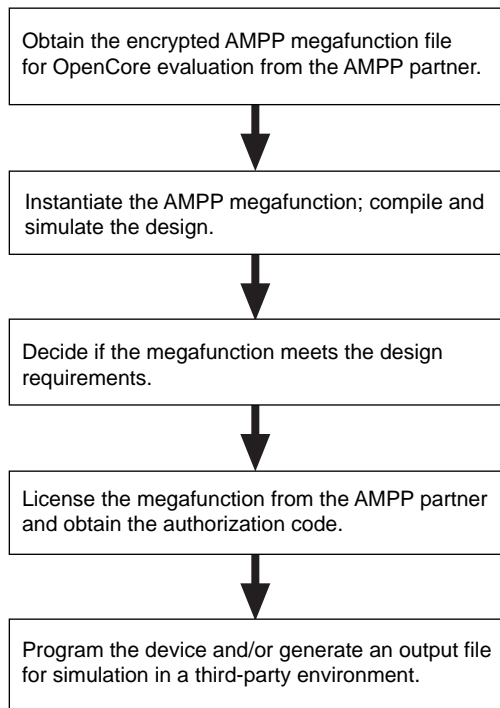 Obtain the encrypted AMPP megafunction file
for OpenCore evaluation from the AMPP partner.
Instantiate the AMPP megafunction; compile and
simulate the design.
Decide if the megafunction meets the design
requirements.
License the megafunction from the AMPP partner
and obtain the authorization code.
Program the device and/or generate an output file
for simulation in a third-party environment.